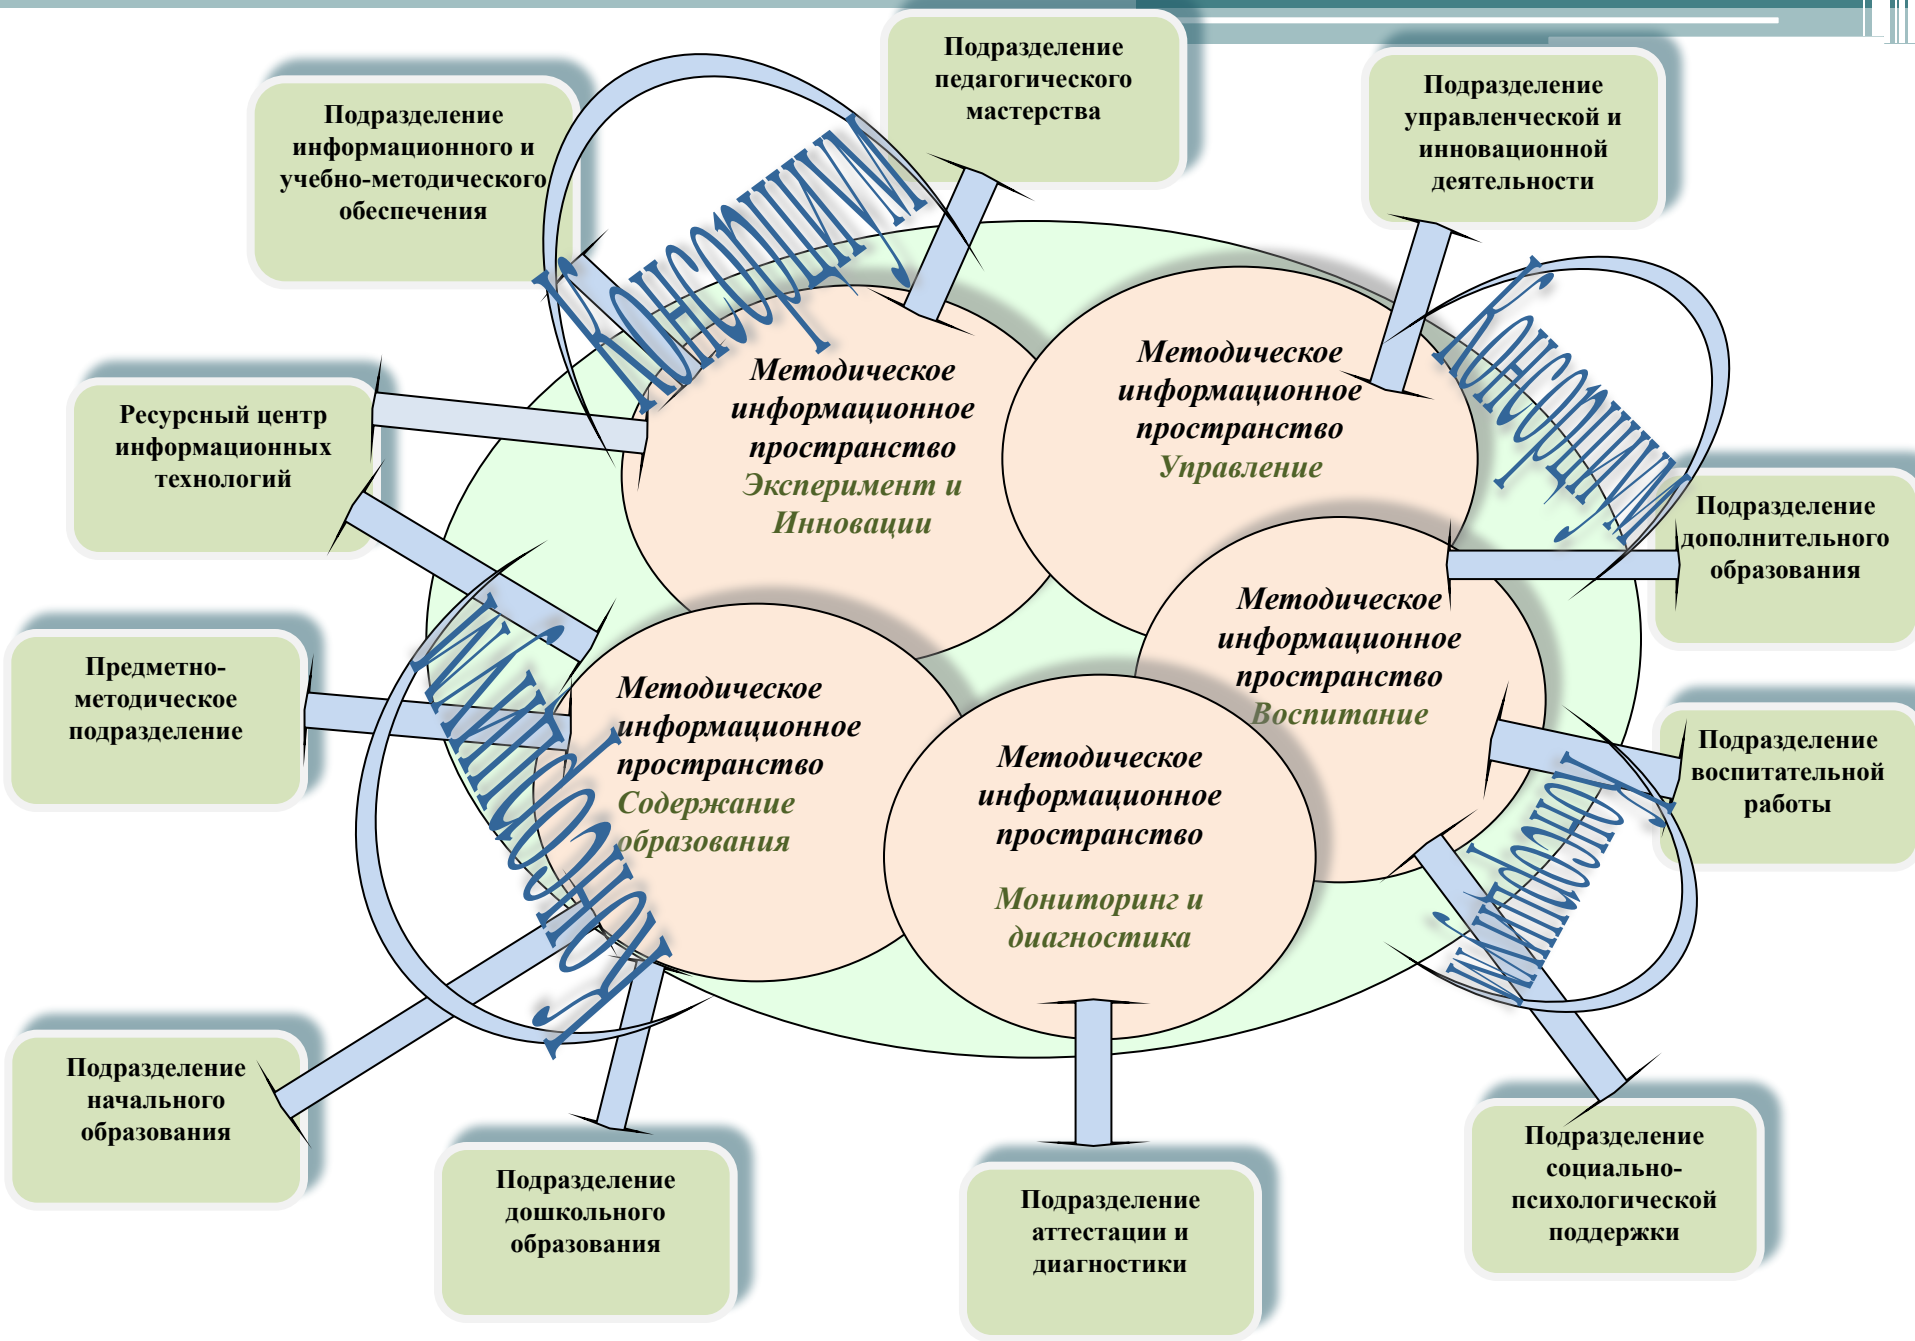 Подразделение
педагогического
мастерства
Подразделение
управленческой и
инновационной
деятельности
Подразделение
информационного и
учебно-методического
обеспечения
КОНСОРЦИУМ
КОНСОРЦИУМ
Методическое
информационное
пространство
Эксперимент и
Инновации
Методическое
информационное
пространство
Управление
Ресурсный центр
информационных
технологий
Подразделение
дополнительного
образования
Методическое
информационное
пространство
Воспитание
Предметно-
методическое
подразделение
КОНСОРЦИУМ
Методическое
информационное
пространство
Содержание
образования
Методическое
информационное
пространство
Мониторинг и
диагностика
Подразделение
воспитательной
работы
КОНСОРЦИУМ
Подразделение
начального
образования
Подразделение
дошкольного
образования
Подразделение
аттестации и
диагностики
Подразделение
социально-
психологической
поддержки